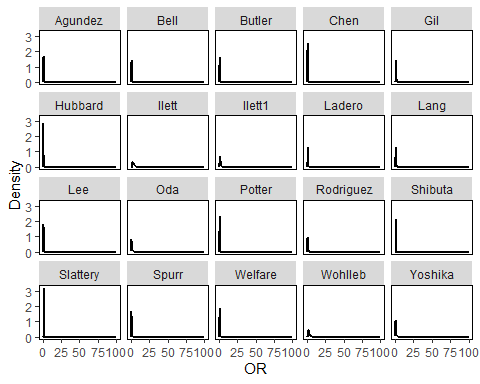 Agundez Bell Butler Chen Gil
3
2
1
0
Hubbard Ilett Ilett1 Ladero Lang
3
2
1
0
Lee Oda Potter Rodriguez Shibuta
3
2
1
0
Slattery Spurr Welfare Wohlleb Yoshika
3
2
1
0
0 25 50 75 100 0 25 50 75 100 0 25 50 75 100 0 25 50 75 100 0 25 50 75 100
OR
Density